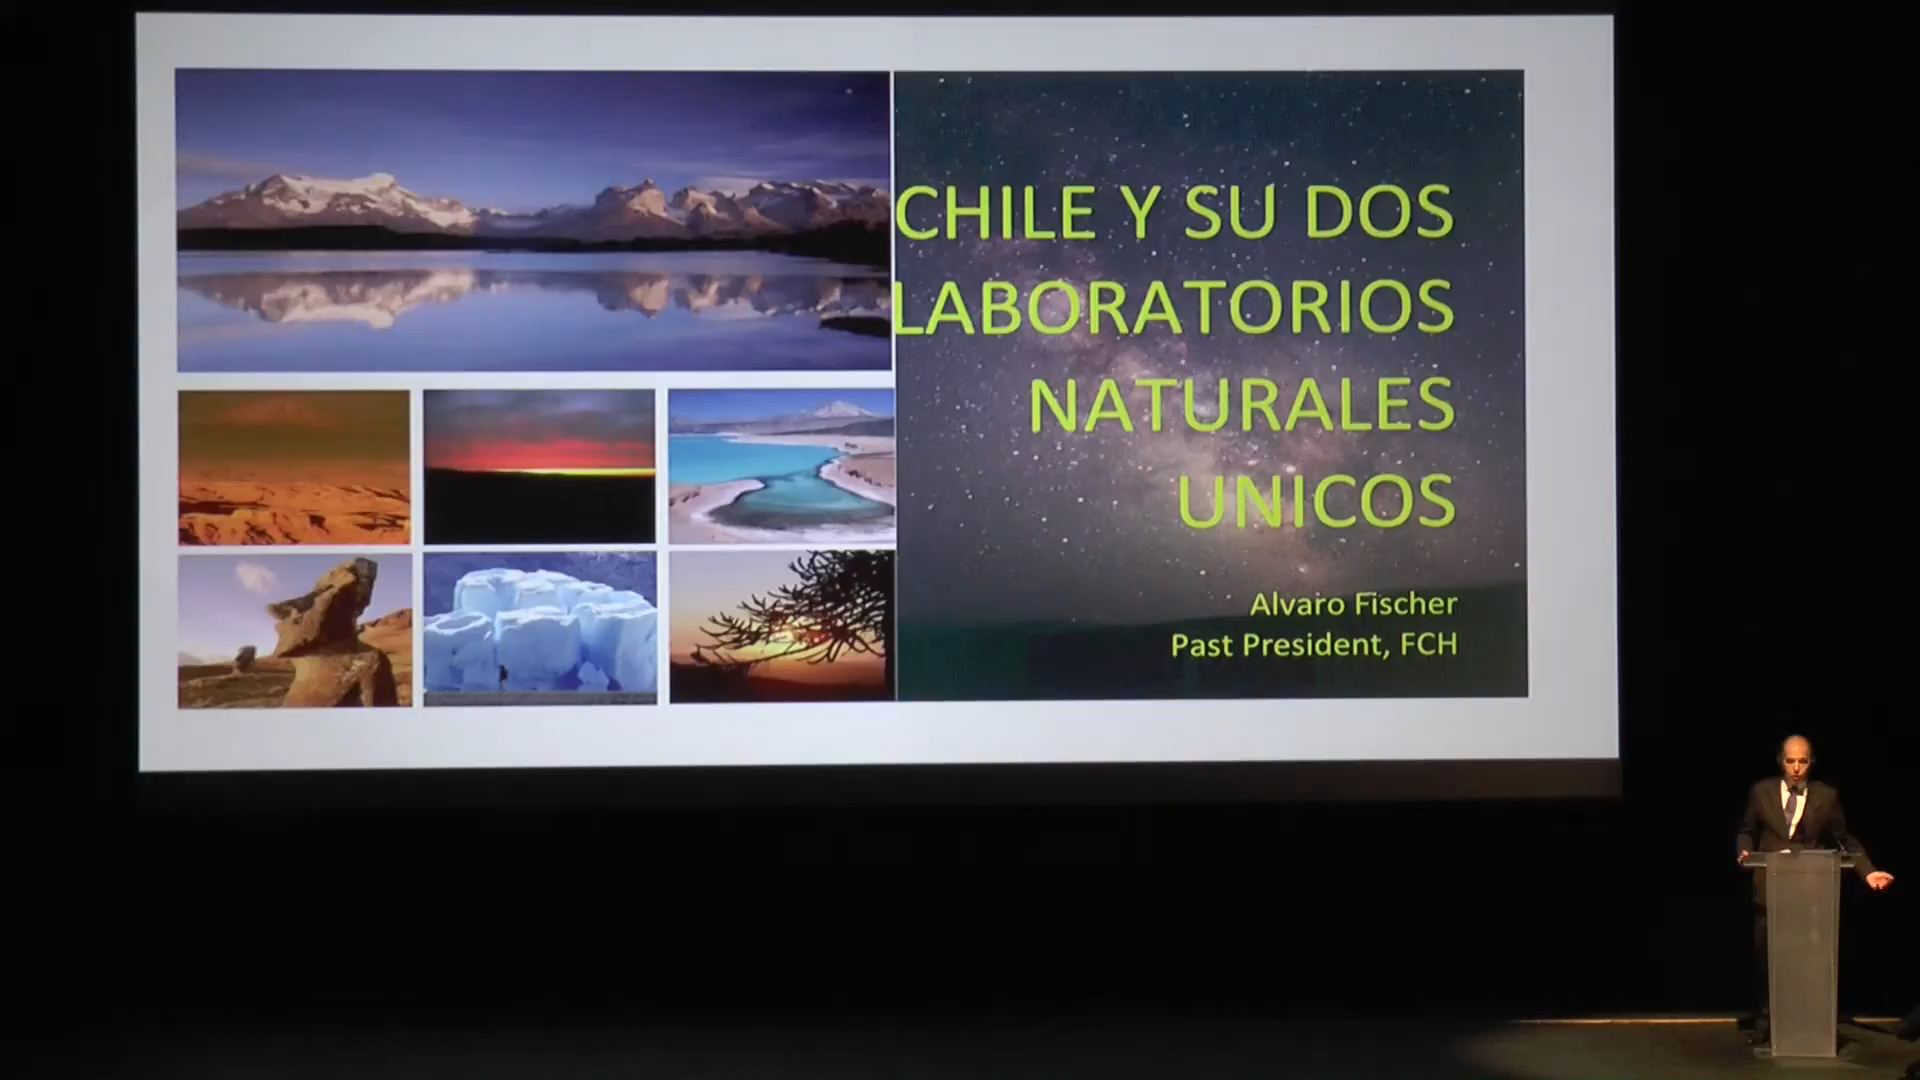 CHILE Y SU DOS
LABORATORIOS
NATURALES
UNICOS
Alvaro Fischer
Past President, FCH